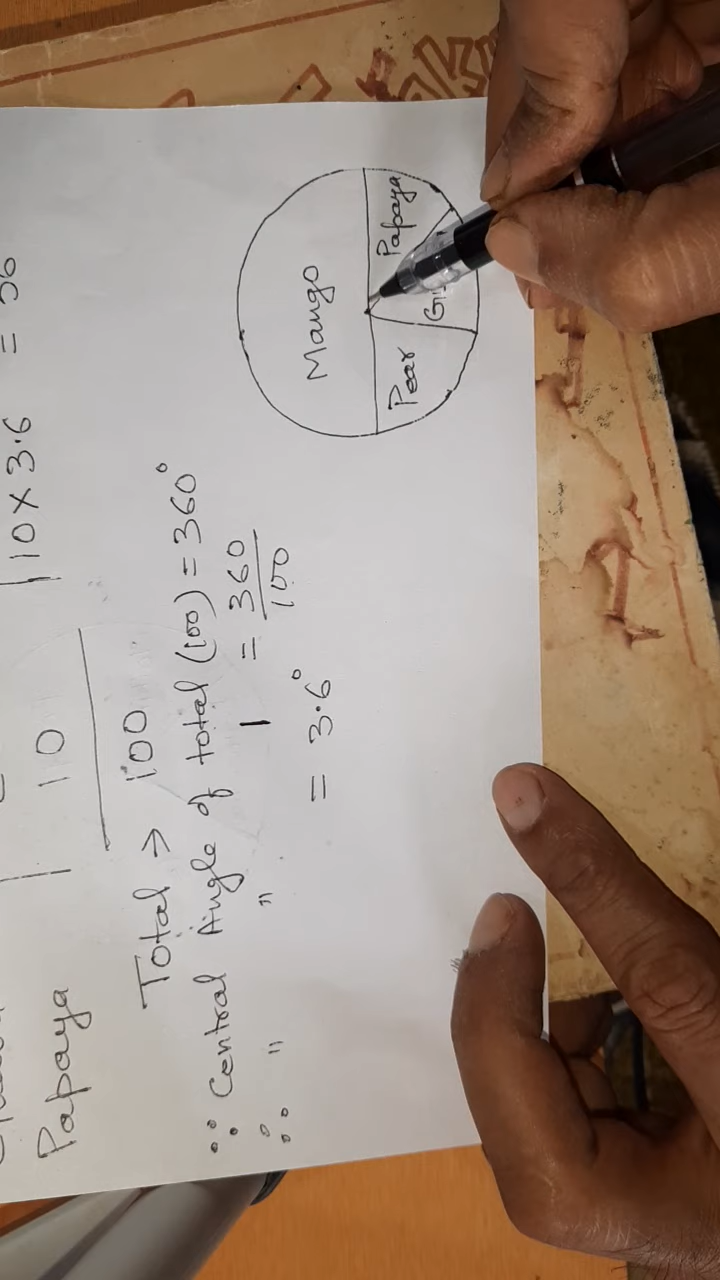 Papaya 10 10 x 3.6 = 36
Total → 100
∵ Central Angle of total (100) = 360°
∴ " " 1 = 360/100
= 3.6°
Mango
Papaya
Pear